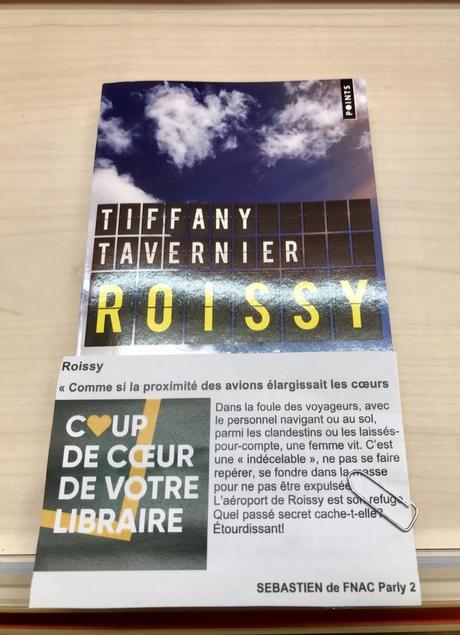 POINTS
TIFFANY
TAVERNIER
ROISSY
Roissy
« Comme si la proximité des avions élargissait les cœurs
COUP
DE CŒUR
DE VOTRE
LIBRAIRE
Dans la foule des voyageurs, avec
le personnel navigant ou au sol,
parmi les clandestins ou les laissés-
pour-compte, une femme vit. C'est
une « indécelable », ne pas se faire
repérer, se fondre dans la masse
pour ne pas être expulsée
L'aéroport de Roissy est son refuge
Quel passé secret cache-t-elle?
Étourdissant!
SEBASTIEN de FNAC Parly 2